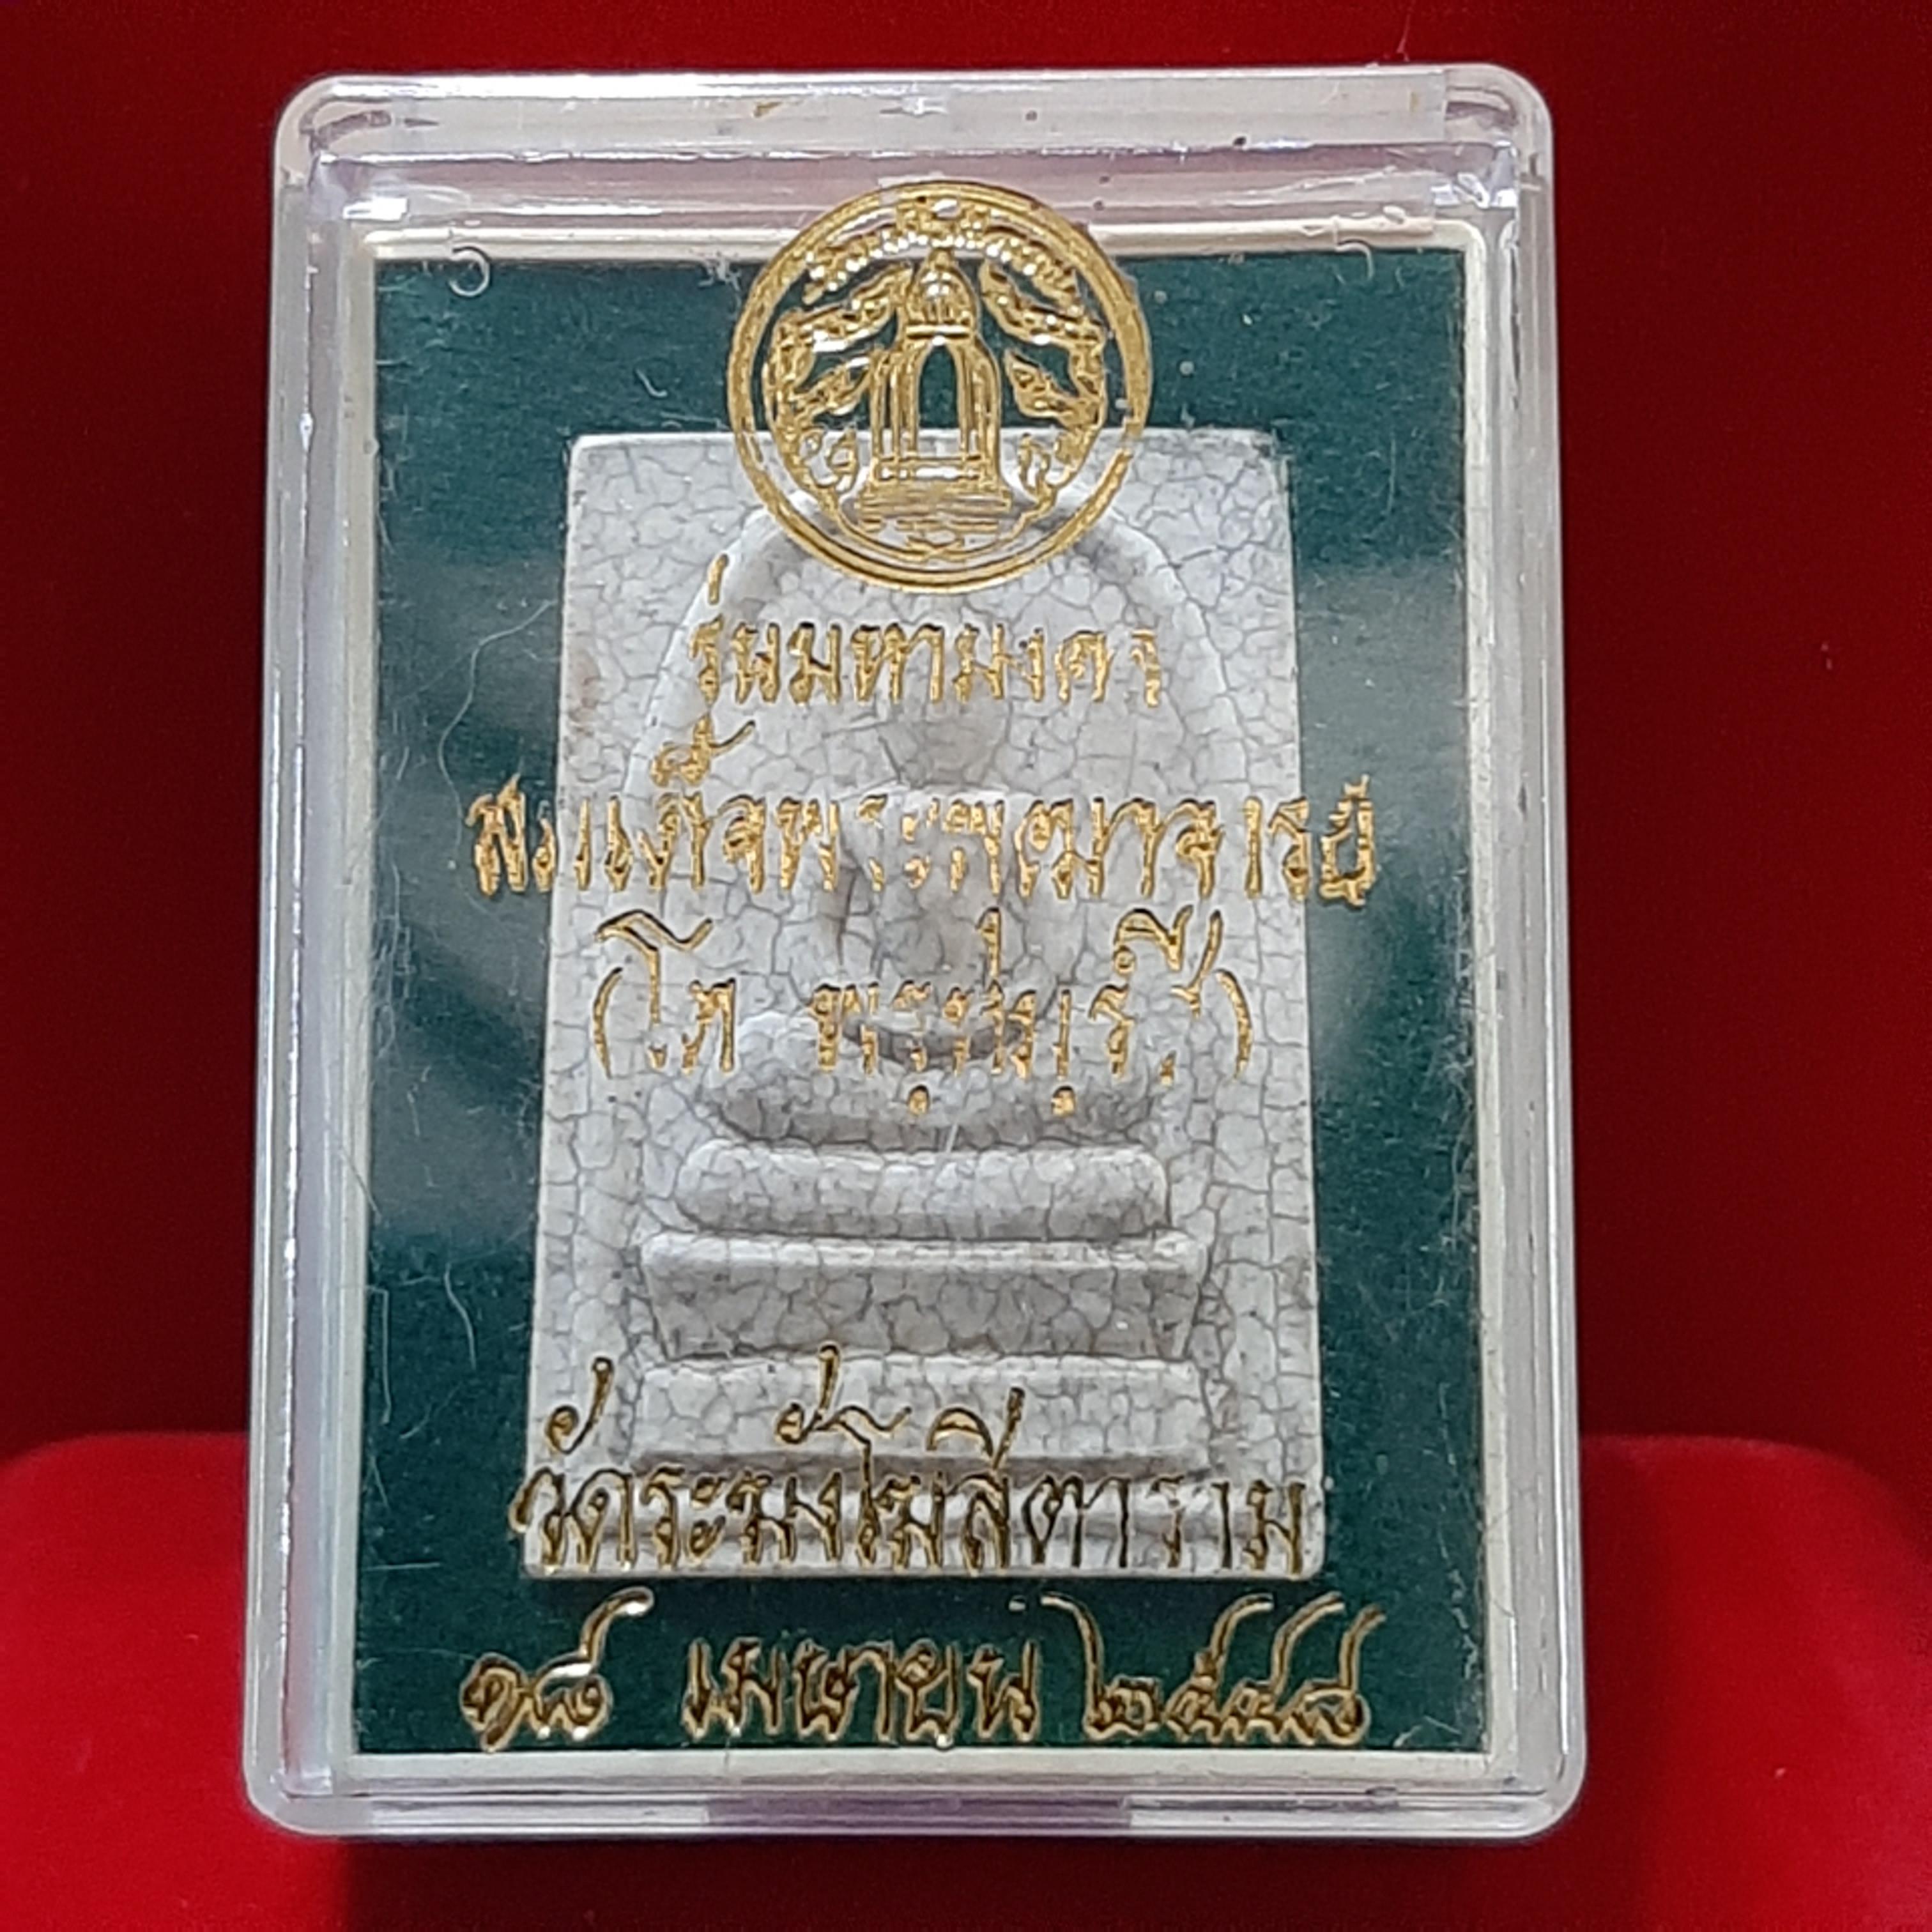 รุ่นมหามงคล
สมเด็จพระพุฒาจารย์
(โต พรหมรังสี)
วัดระฆังโฆสิตาราม
๑๘ เมษายน ๒๕๔๘